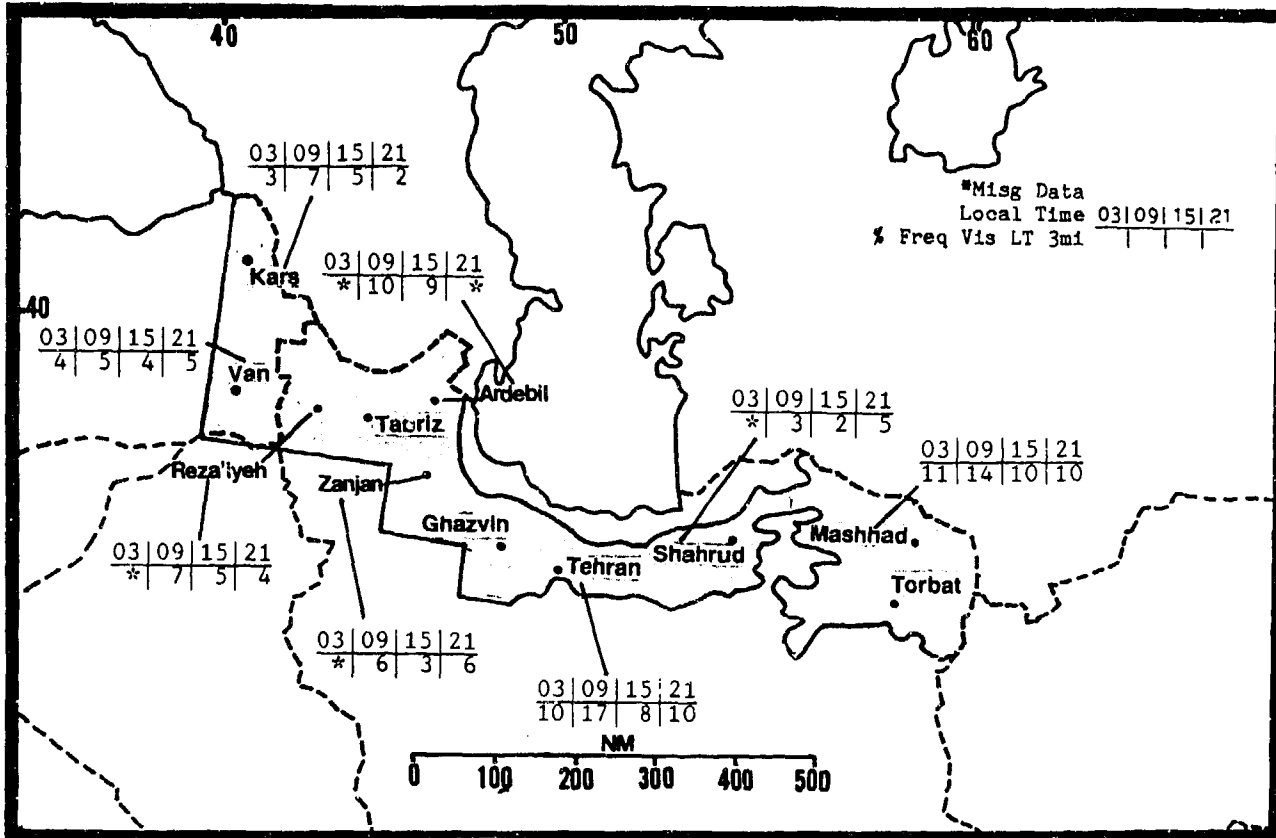 40
50
60
03|09|15|21
3| 7| 5| 2
*Misg Data
Local Time 03|09|15|21
% Freq Vis LT 3mi
Kars
03|09|15|21
*|10| 9| *
40
03|09|15|21
4| 5| 4| 5
Van
Ardebil
Tabriz
03|09|15|21
*| 3| 2| 5
03|09|15|21
11|14|10|10
Reza'iyeh
Zanjan
Ghazvin
Mashhad
Shahrud
Tehran
03|09|15|21
*| 7| 5| 4
Torbat
03|09|15|21
*| 6| 3| 6
03|09|15|21
10|17| 8|10
NM
0 100 200 300 400 500